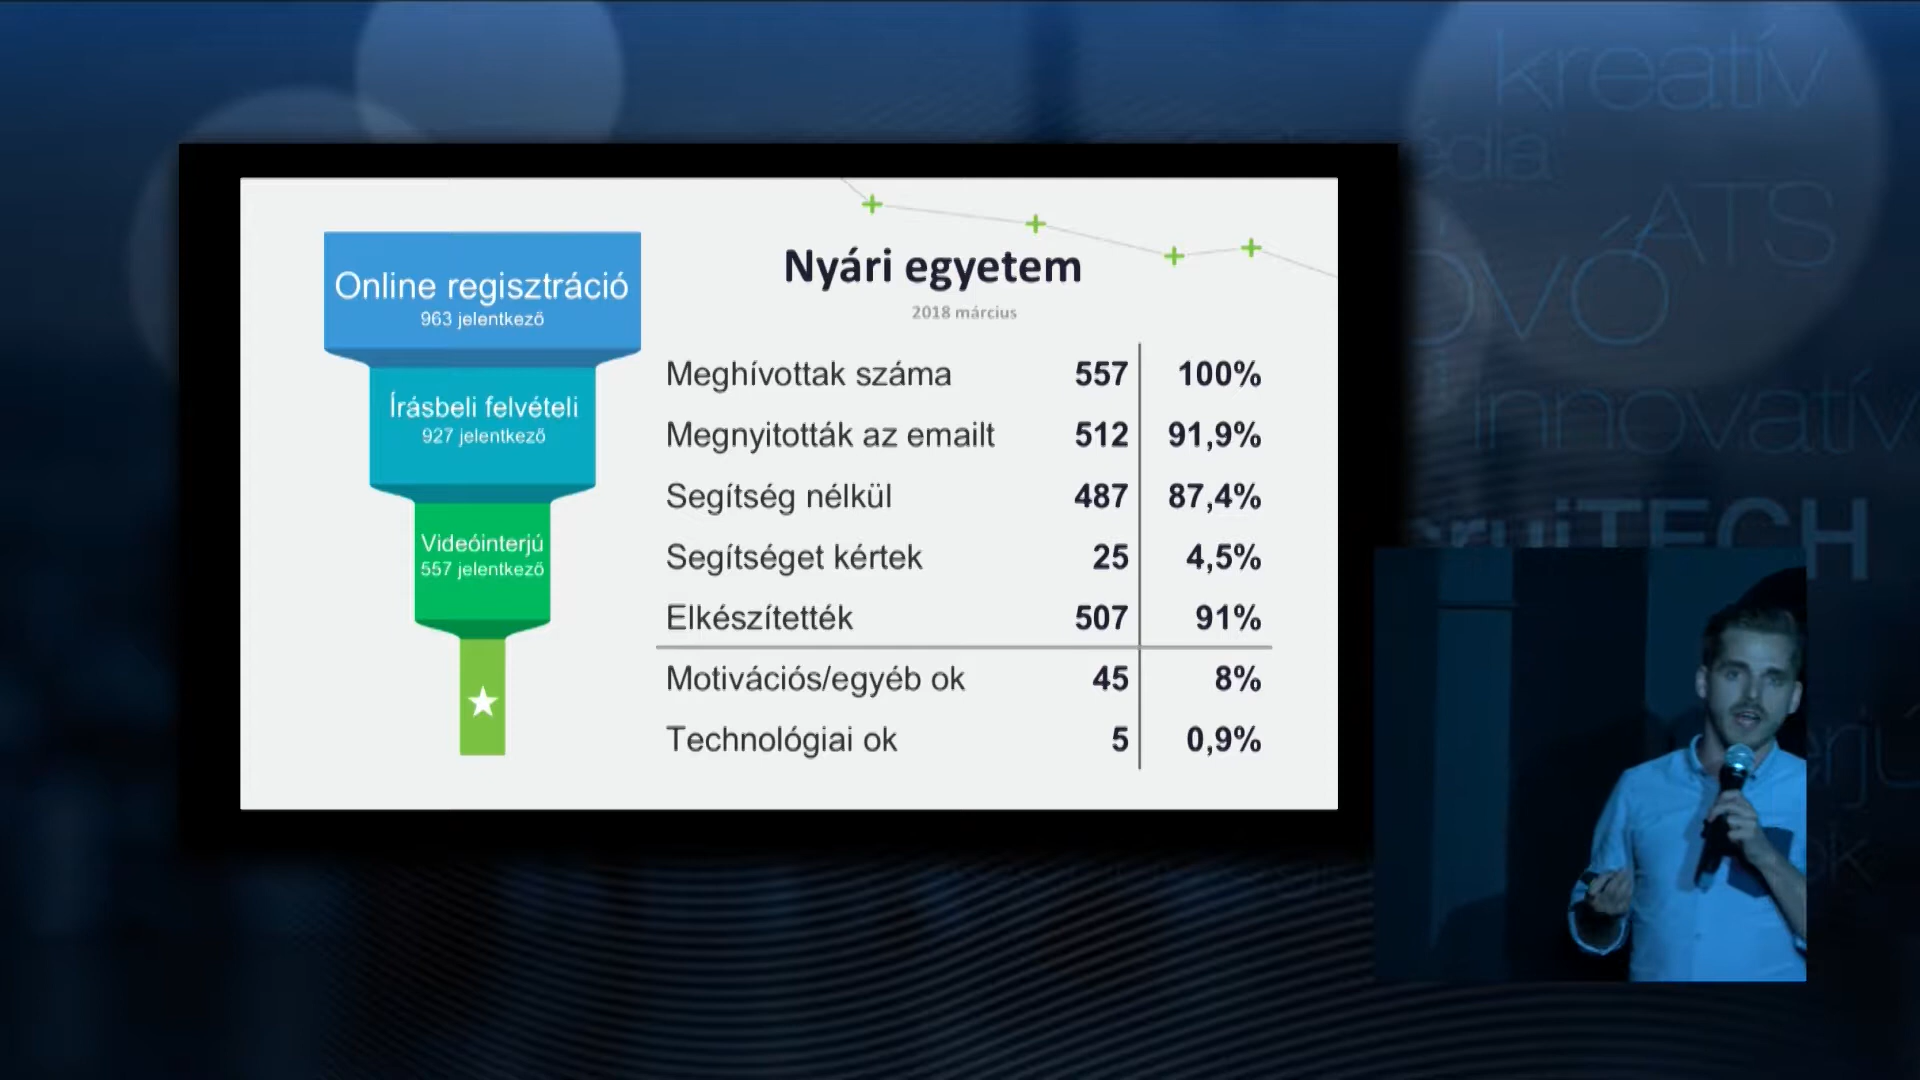 kreatív
ATS
innovatív
Online regisztráció
963 jelentkező
Írásbeli felvételi
927 jelentkező
Videóinterjú
557 jelentkező
Nyári egyetem
2018 március
Meghívottak száma 557 100%
Megnyitották az emailt 512 91,9%
Segítség nélkül 487 87,4%
Segítséget kértek 25 4,5%
Elkészítették 507 91%
Motivációs/egyéb ok 45 8%
Technológiai ok 5 0,9%